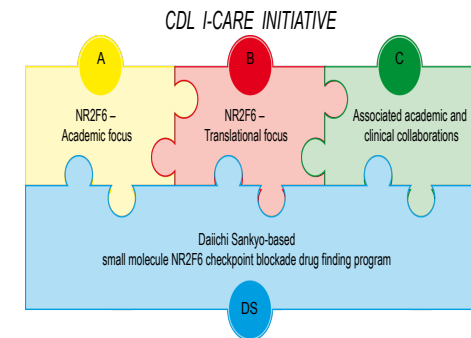 CDL I-CARE INITIATIVE
A
B
C
NR2F6 –
Academic focus
NR2F6 –
Translational focus
Associated academic and
clinical collaborations
Daiichi Sankyo-based
small molecule NR2F6 checkpoint blockade drug finding program
DS